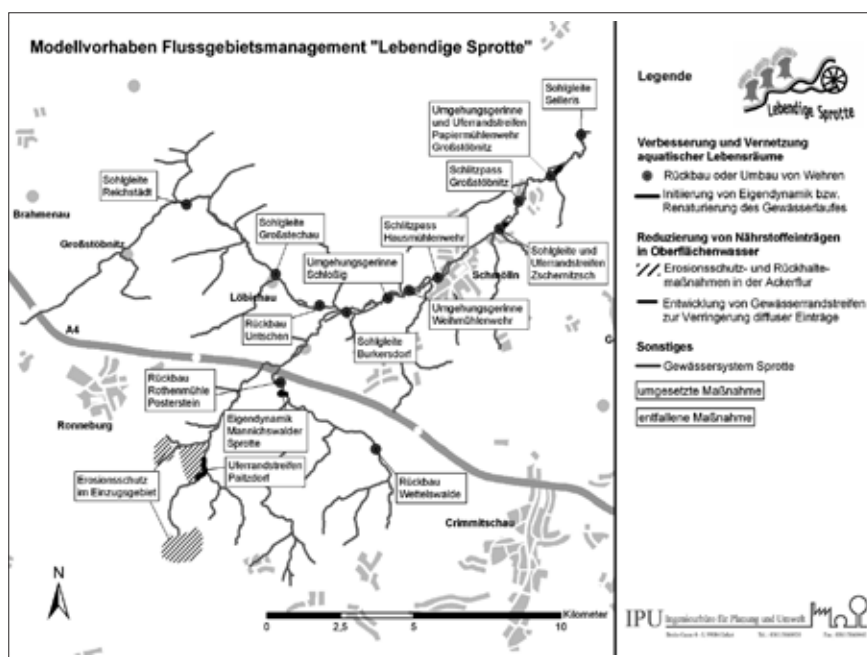 Modellvorhaben Flussgebietsmanagement "Lebendige Sprotte"
Sohlgleite
Selleris
Umgehungsgerinne
und Uferrandstreifen
Papiermühlenwehr
Großstöbnitz
Schlitzpass
Großstöbnitz
Sohlgleite
Reichstädt
Brahmenau
Sohlgleite
Großstechau
Schlitzpass
Hausmühlenwehr
Großstöbnitz
Umgehungsgerinne
Schloßig
Schmölln
Sohlgleite und
Uferrandstreifen
Zschernitzsch
Löbichau
Umgehungsgerinne
Weihmühlenwehr
Rückbau
Untschen
Sohlgleite
Burkersdorf
A4
Rückbau
Rothenmühle
Posterstein
Ronneburg
Eigendynamik
Mannichswalder
Sprotte
Uferrandstreifen
Paitzdorf
Erosionsschutz
im Einzugsgebiet
Rückbau
Wettelswalde
Crimmitschau
N
Kilometer
0 2,5 5 10
Legende
Lebendige Sprotte
Verbesserung und Vernetzung
aquatischer Lebensräume
Rückbau oder Umbau von Wehren
Initiierung von Eigendynamik bzw.
Renaturierung des Gewässerlaufes
Reduzierung von Nährstoffeinträgen
in Oberflächenwasser
Erosionsschutz- und Rückhalte-
maßnahmen in der Ackerflur
Entwicklung von Gewässerrandstreifen
zur Verringerung diffuser Einträge
Sonstiges
Gewässersystem Sprotte
umgesetzte Maßnahme
entfallene Maßnahme
IPU Ingenieurbüro für Planung und Umwelt